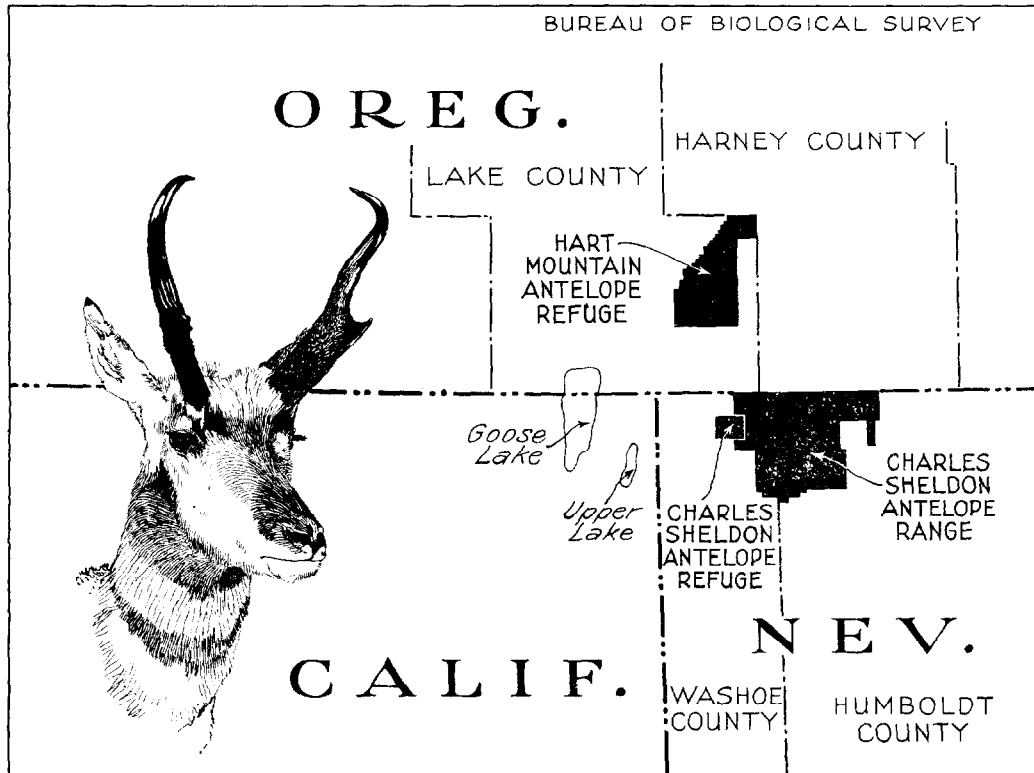 BUREAU OF BIOLOGICAL SURVEY
OREG.
HARNEY COUNTY
LAKE COUNTY
HART
MOUNTAIN
ANTELOPE
REFUGE
Goose
Lake
Upper
Lake
CHARLES
SHELDON
ANTELOPE
REFUGE
CHARLES
SHELDON
ANTELOPE
RANGE
NEV.
CALIF.
WASHOE
COUNTY
HUMBOLDT
COUNTY